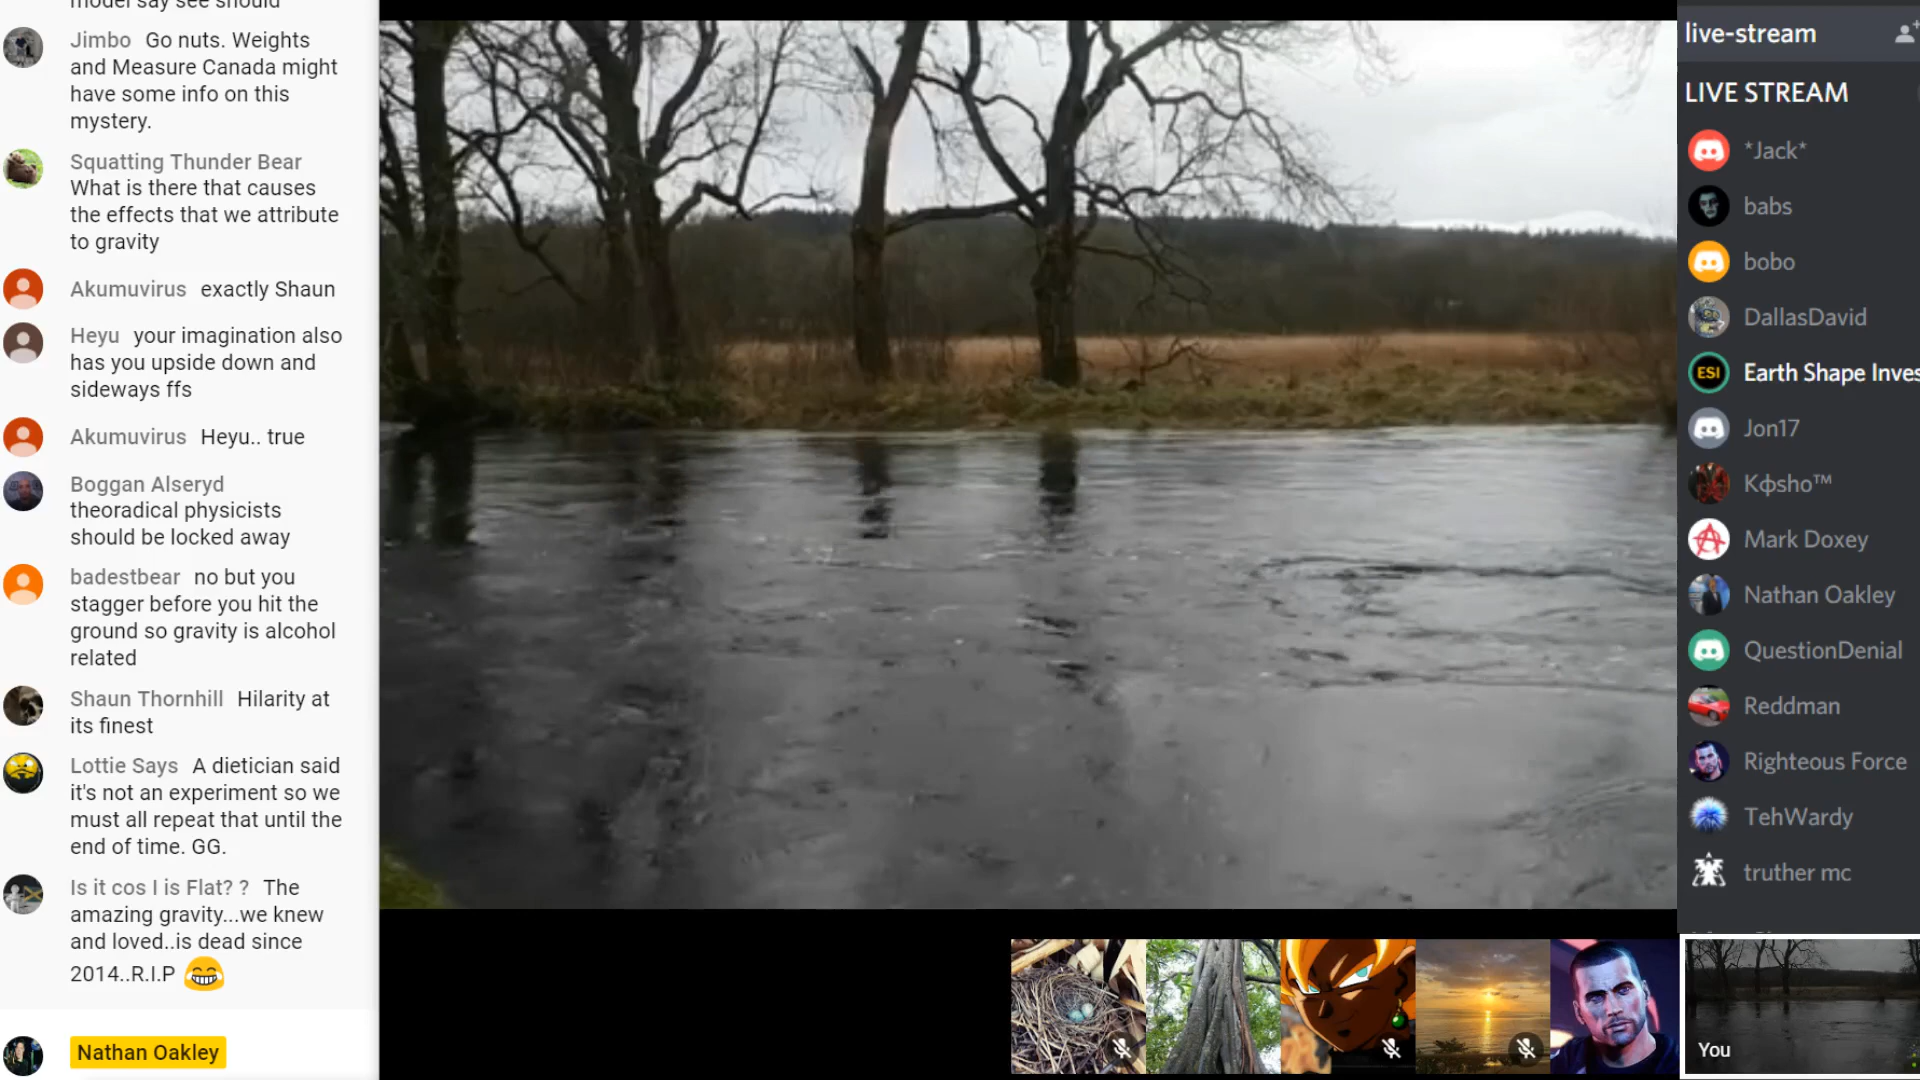 model say see should
Jimbo Go nuts. Weights
and Measure Canada might
have some info on this
mystery.
Squatting Thunder Bear
What is there that causes
the effects that we attribute
to gravity
Akumuvirus exactly Shaun
Heyu your imagination also
has you upside down and
sideways ffs
Akumuvirus Heyu.. true
Boggan Alseryd
theoradical physicists
should be locked away
badestbear no but you
stagger before you hit the
ground so gravity is alcohol
related
Shaun Thornhill Hilarity at
its finest
Lottie Says A dietician said
it's not an experiment so we
must all repeat that until the
end of time. GG.
Is it cos I is Flat? ? The
amazing gravity...we knew
and loved..is dead since
2014..R.I.P 😂
Nathan Oakley
live-stream
LIVE STREAM
*Jack*
babs
bobo
DallasDavid
ESI
Earth Shape Inves
Jon17
Kφsho™
Mark Doxey
Nathan Oakley
QuestionDenial
Reddman
Righteous Force
TehWardy
truther mc
You